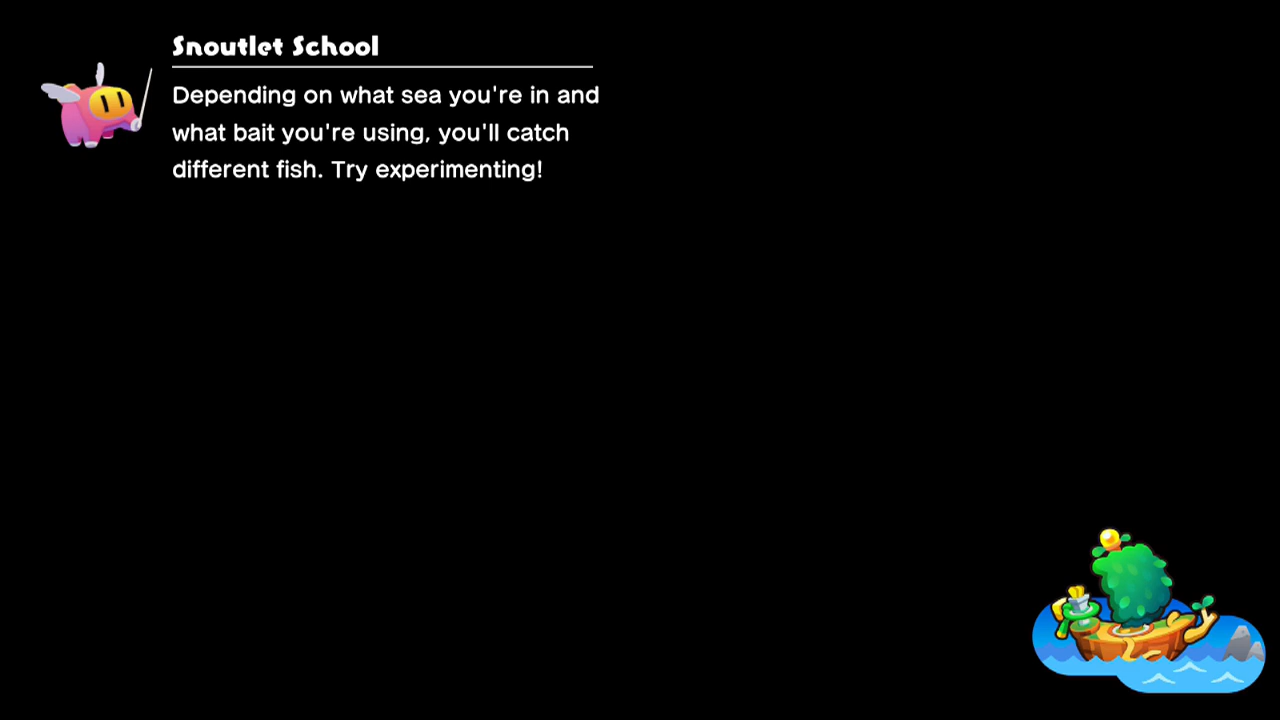 Snoutlet School
Depending on what sea you're in and
what bait you're using, you'll catch
different fish. Try experimenting!